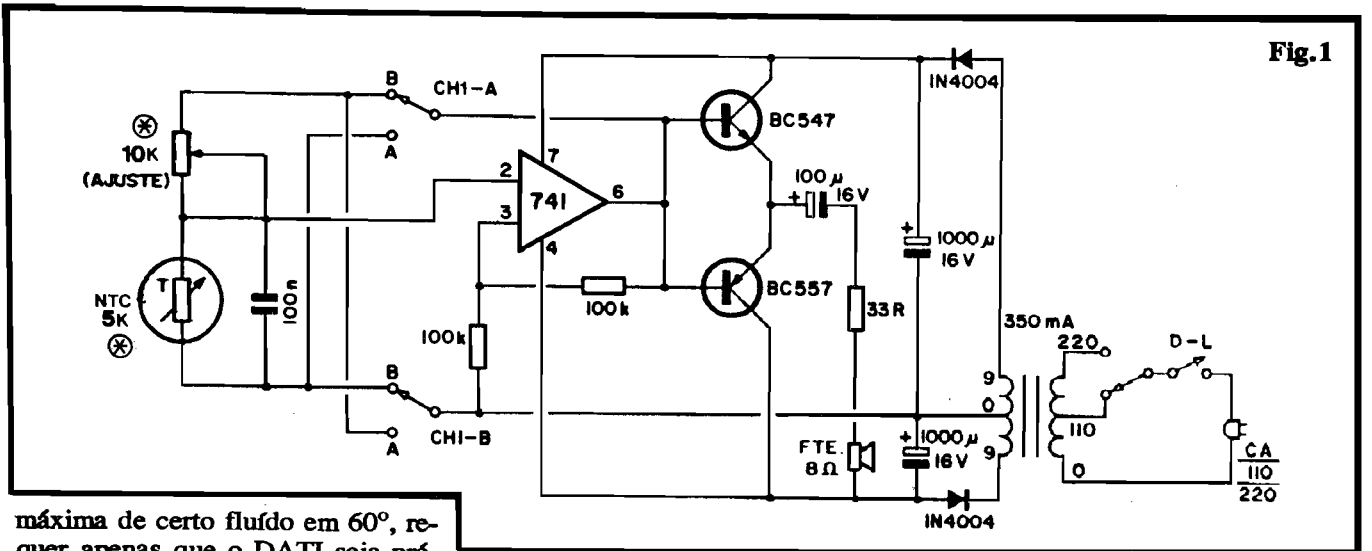 Fig.1
B
CH1-A
A
10K
(AJUSTE)
T
NTC
5K
100n
B
A
CH1-B
2
3
741
7
4
6
100k
100k
BC547
BC557
+
100μ
16V
33R
FTE.
8Ω
1N4004
+
1000μ
16V
+
1000μ
16V
1N4004
350mA
9
0
9
220
110
0
D-L
CA
110
220
máxima de certo fluído em 60º, re-
quer apenas que o DATI seja pré-